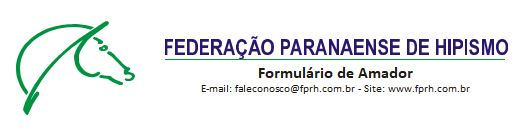 FEDERAÇÃO PARANAENSE DE HIPISMO
Formulário de Amador
E-mail: faleconosco@fprh.com.br - Site: www.fprh.com.br